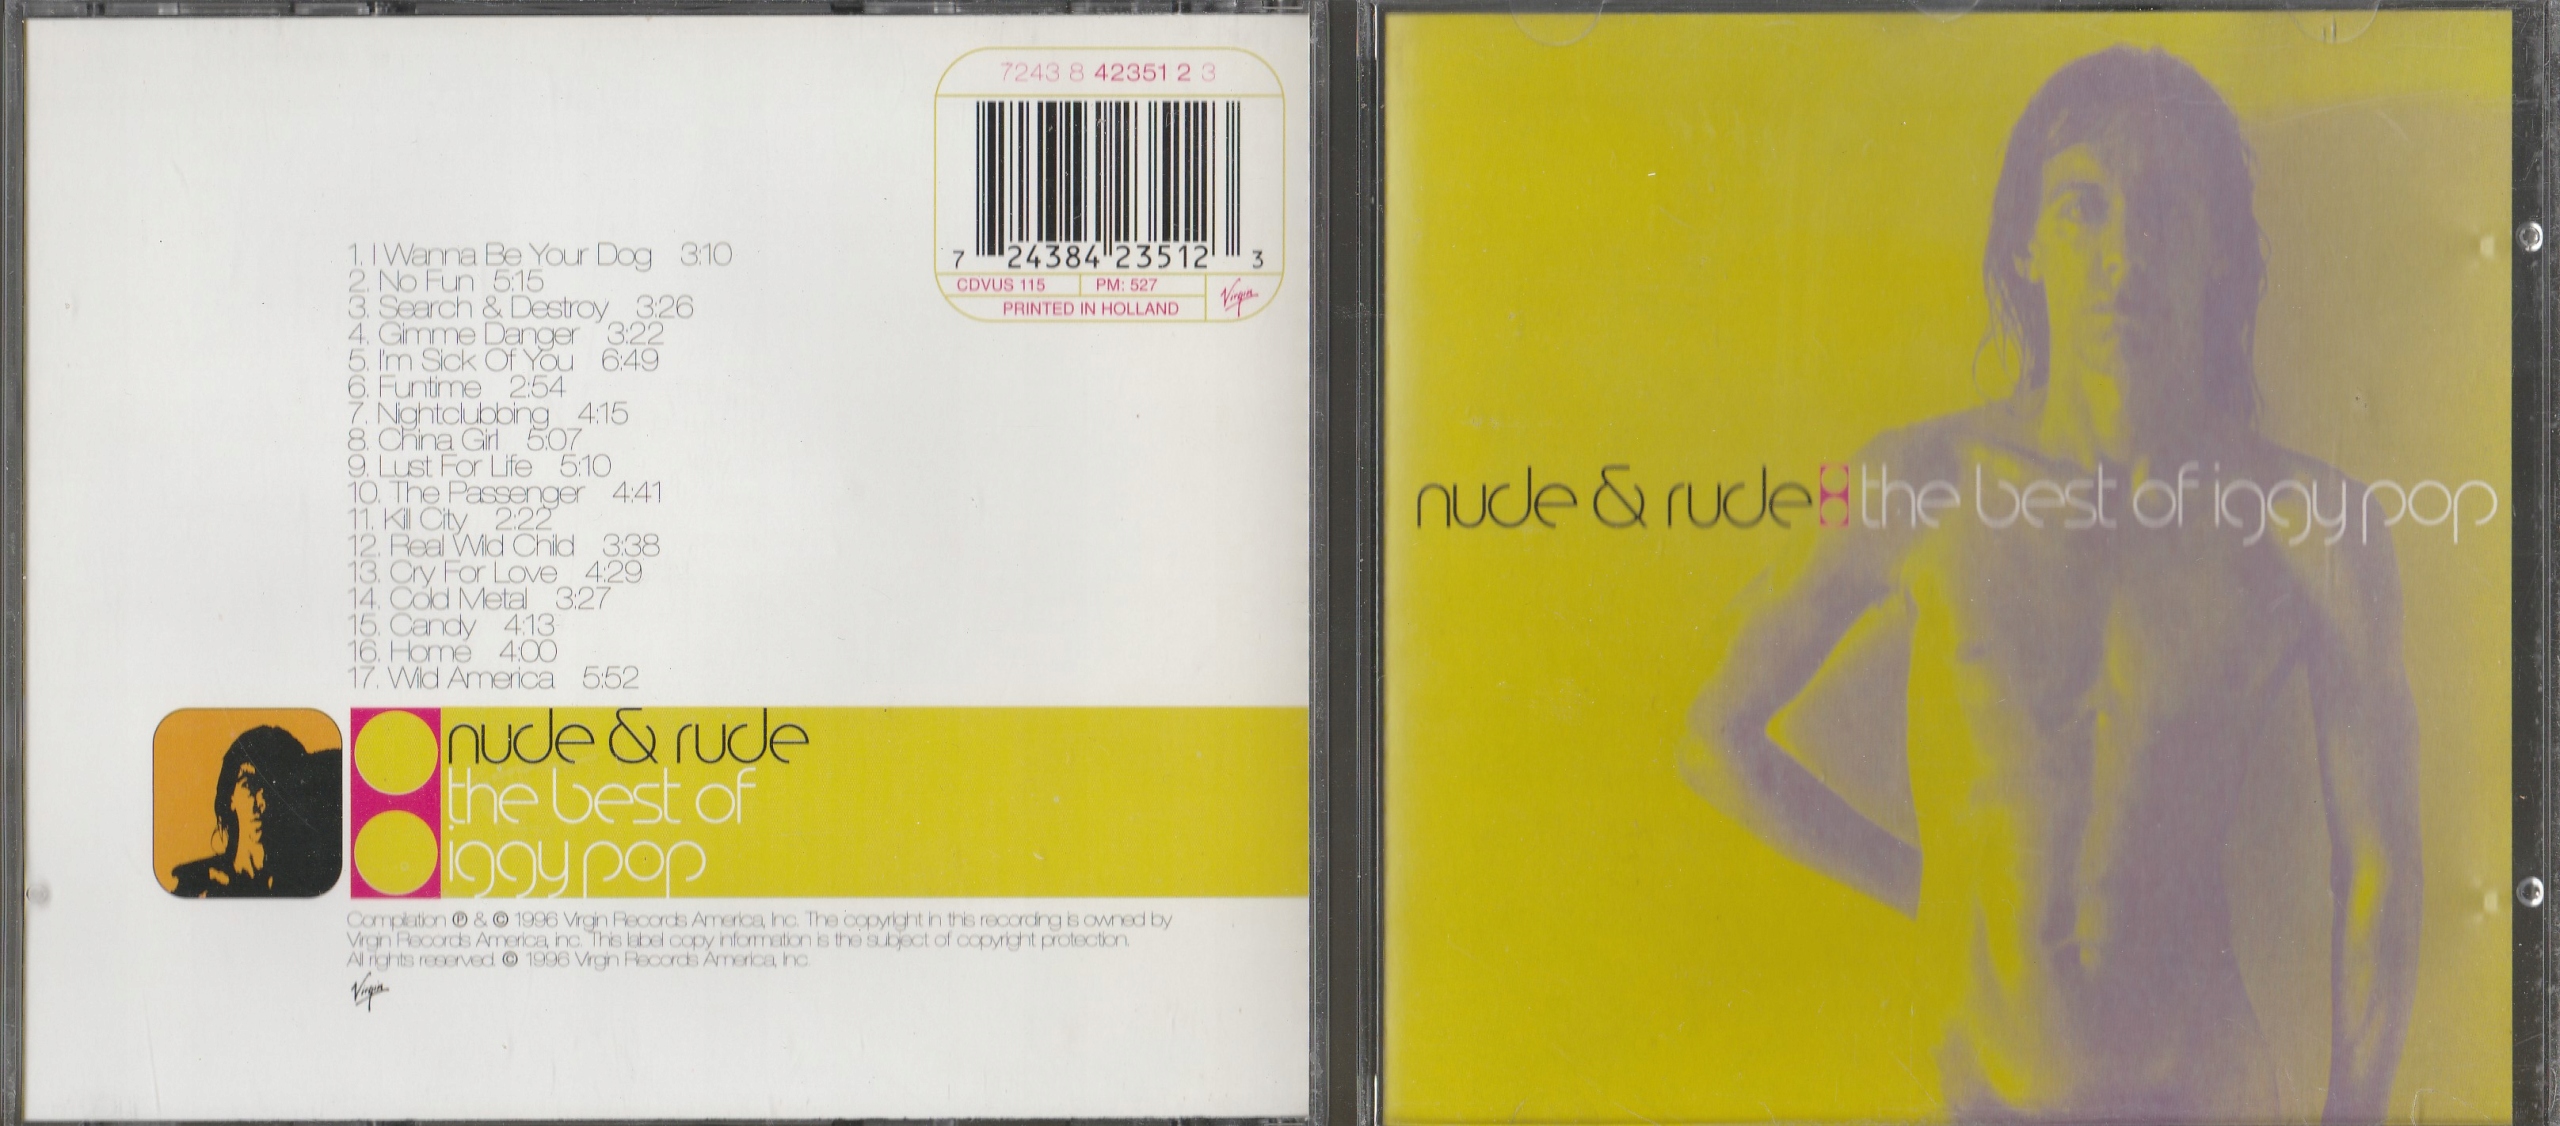 7243 8 42351 2 3
7 24384 23512 3
CDVUS 115 PM: 527
PRINTED IN HOLLAND
Virgin
1. I Wanna Be Your Dog 3:10
2. No Fun 5:15
3. Search & Destroy 3:26
4. Gimme Danger 3:22
5. I'm Sick Of You 6:49
6. Funtime 2:54
7. Nightclubbing 4:15
8. China Girl 5:07
9. Lust For Life 5:10
10. The Passenger 4:41
11. Kill City 2:22
12. Real Wild Child 3:38
13. Cry For Love 4:29
14. Cold Metal 3:27
15. Candy 4:13
16. Home 4:00
17. Wild America 5:52
nude & rude
the best of
iggy pop
Compilation ℗ & © 1996 Virgin Records America, Inc. The copyright in this recording is owned by
Virgin Records America, inc. This label copy information is the subject of copyright protection.
All rights reserved. © 1996 Virgin Records America, Inc.
Virgin
nude & rude the best of iggy pop